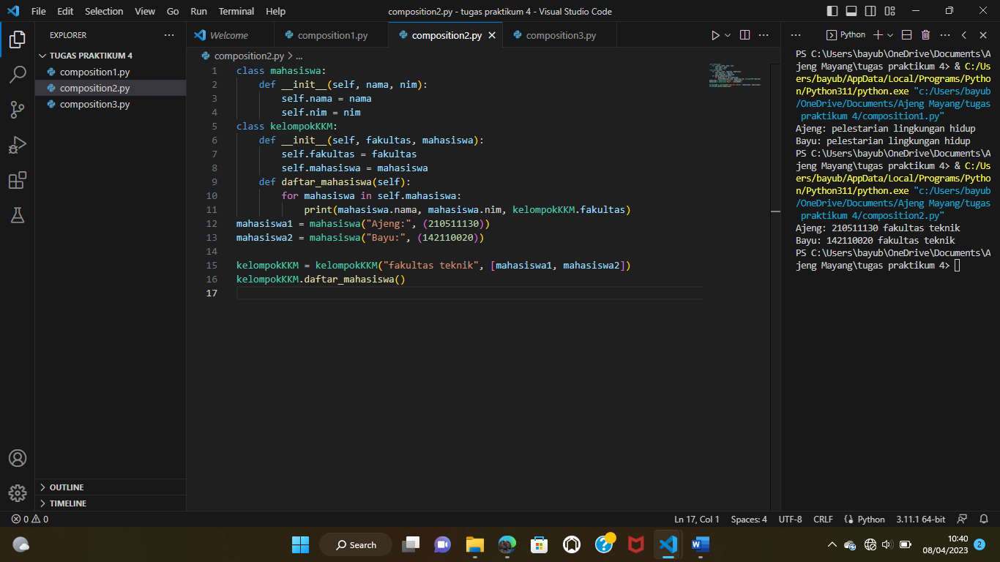 File Edit Selection View Go Run Terminal Help
composition2.py - tugas praktikum 4 - Visual Studio Code
EXPLORER
TUGAS PRAKTIKUM 4
composition1.py
composition2.py
composition3.py
OUTLINE
TIMELINE
Welcome composition1.py composition2.py composition3.py
composition2.py > ...
1 class mahasiswa:
2     def __init__(self, nama, nim):
3         self.nama = nama
4         self.nim = nim
5 class kelompokKKM:
6     def __init__(self, fakultas, mahasiswa):
7         self.fakultas = fakultas
8         self.mahasiswa = mahasiswa
9     def daftar_mahasiswa(self):
10         for mahasiswa in self.mahasiswa:
11             print(mahasiswa.nama, mahasiswa.nim, kelompokKKM.fakultas)
12 mahasiswa1 = mahasiswa("Ajeng:", (210511130))
13 mahasiswa2 = mahasiswa("Bayu:", (142110020))
14
15 kelompokKKM = kelompokKKM("fakultas teknik", [mahasiswa1, mahasiswa2])
16 kelompokKKM.daftar_mahasiswa()
17
Python
PS C:\Users\bayub\OneDrive\Documents\A
jeng Mayang\tugas praktikum 4> & C:/Us
ers/bayub/AppData/Local/Programs/Pytho
n/Python311/python.exe "c:/Users/bayub
/OneDrive/Documents/Ajeng Mayang/tugas
praktikum 4/composition1.py"
Ajeng: pelestarian lingkungan hidup
Bayu: pelestarian lingkungan hidup
PS C:\Users\bayub\OneDrive\Documents\A
jeng Mayang\tugas praktikum 4> & C:/Us
ers/bayub/AppData/Local/Programs/Pytho
n/Python311/python.exe "c:/Users/bayub
/OneDrive/Documents/Ajeng Mayang/tugas
praktikum 4/composition2.py"
Ajeng: 210511130 fakultas teknik
Bayu: 142110020 fakultas teknik
PS C:\Users\bayub\OneDrive\Documents\A
jeng Mayang\tugas praktikum 4>
0 0
Ln 17, Col 1 Spaces: 4 UTF-8 CRLF Python 3.11.1 64-bit
Search
10:40
08/04/2023
2